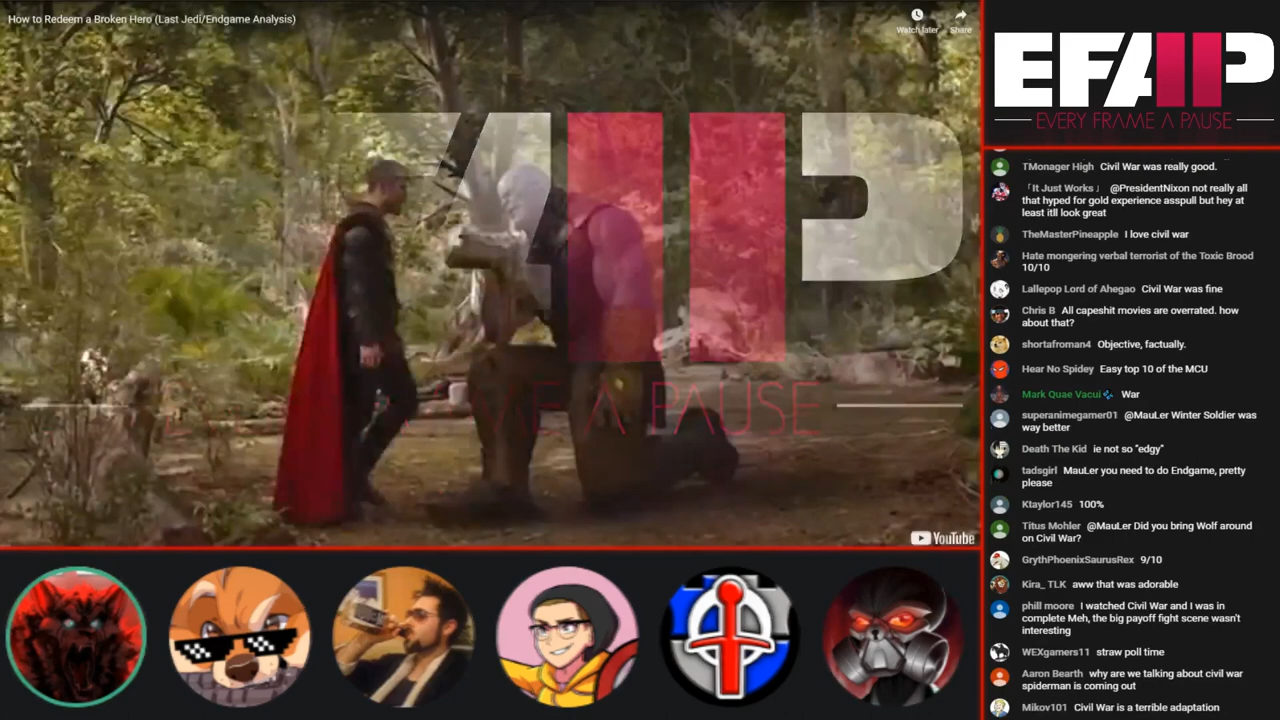 How to Redeem a Broken Hero (Last Jedi/Endgame Analysis)
Watch later
Share
AIIP
ME A PAUSE
YouTube
EFAIIP
EVERY FRAME A PAUSE
TMonager High Civil War was really good.
「It Just Works」 @PresidentNixon not really all
that hyped for gold experience asspull but hey at
least itll look great
TheMasterPineapple I love civil war
Hate mongering verbal terrorist of the Toxic Brood
10/10
Lallepop Lord of Ahegao Civil War was fine
Chris B All capeshit movies are overrated. how
about that?
shortafroman4 Objective, factually.
Hear No Spidey Easy top 10 of the MCU
Mark Quae Vacui War
superanimegamer01 @MauLer Winter Soldier was
way better
Death The Kid ie not so "edgy"
tadsgirl MauLer you need to do Endgame, pretty
please
Ktaylor145 100%
Titus Mohler @MauLer Did you bring Wolf around
on Civil War?
GrythPhoenixSaurusRex 9/10
Kira_ TLK aww that was adorable
phill moore I watched Civil War and I was in
complete Meh, the big payoff fight scene wasn't
interesting
WEXgamers11 straw poll time
Aaron Bearth why are we talking about civil war
spiderman is coming out
Mikov101 Civil War is a terrible adaptation